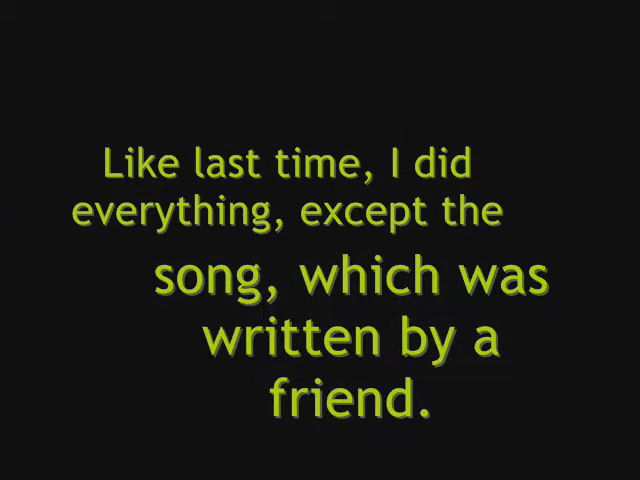 Like last time, I did
everything, except the
song, which was
written by a
friend.